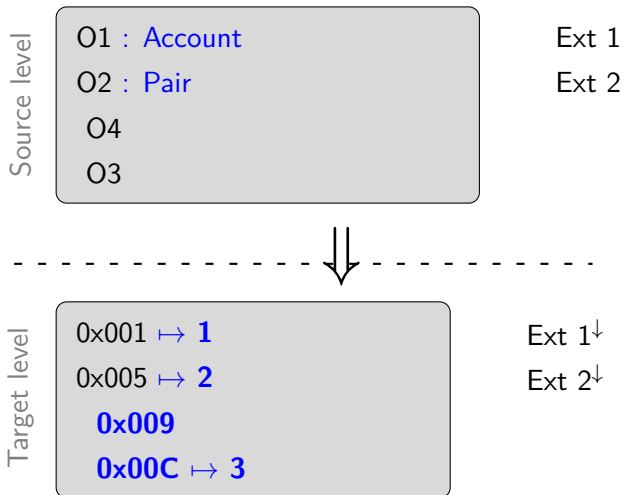 Source level
O1 : Account
Ext 1
O2 : Pair
Ext 2
O4
O3
Target level
0x001 ↦ 1
Ext 1↓
0x005 ↦ 2
Ext 2↓
0x009
0x00C ↦ 3